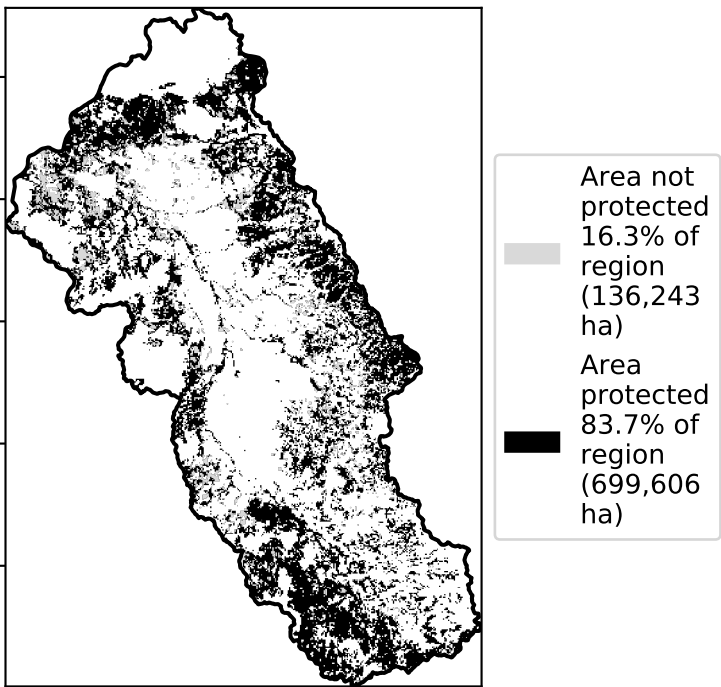 Area not
protected
16.3% of
region
(136,243
ha)
Area
protected
83.7% of
region
(699,606
ha)